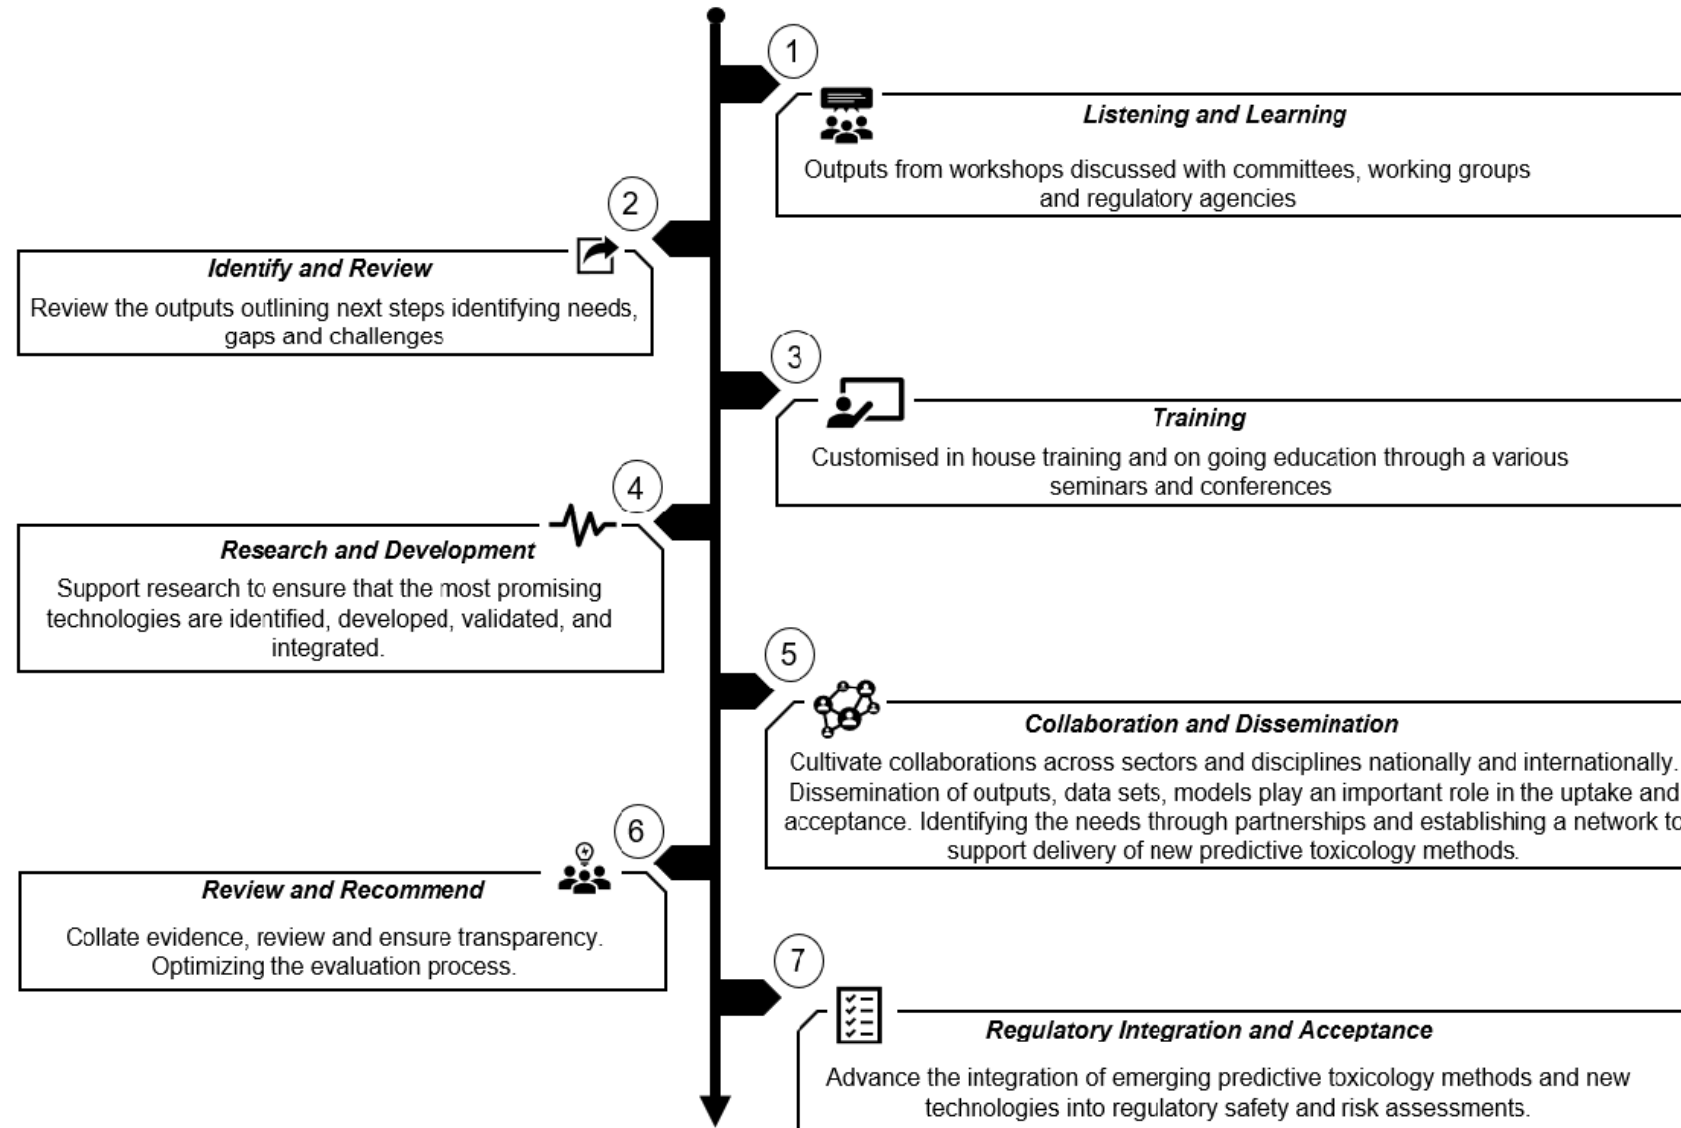 1
Listening and Learning
Outputs from workshops discussed with committees, working groups
and regulatory agencies
2
Identify and Review
Review the outputs outlining next steps identifying needs,
gaps and challenges
3
Training
Customised in house training and on going education through a various
seminars and conferences
4
Research and Development
Support research to ensure that the most promising
technologies are identified, developed, validated, and
integrated.
5
Collaboration and Dissemination
Cultivate collaborations across sectors and disciplines nationally and internationally.
Dissemination of outputs, data sets, models play an important role in the uptake and
acceptance. Identifying the needs through partnerships and establishing a network to
support delivery of new predictive toxicology methods.
6
Review and Recommend
Collate evidence, review and ensure transparency.
Optimizing the evaluation process.
7
Regulatory Integration and Acceptance
Advance the integration of emerging predictive toxicology methods and new
technologies into regulatory safety and risk assessments.